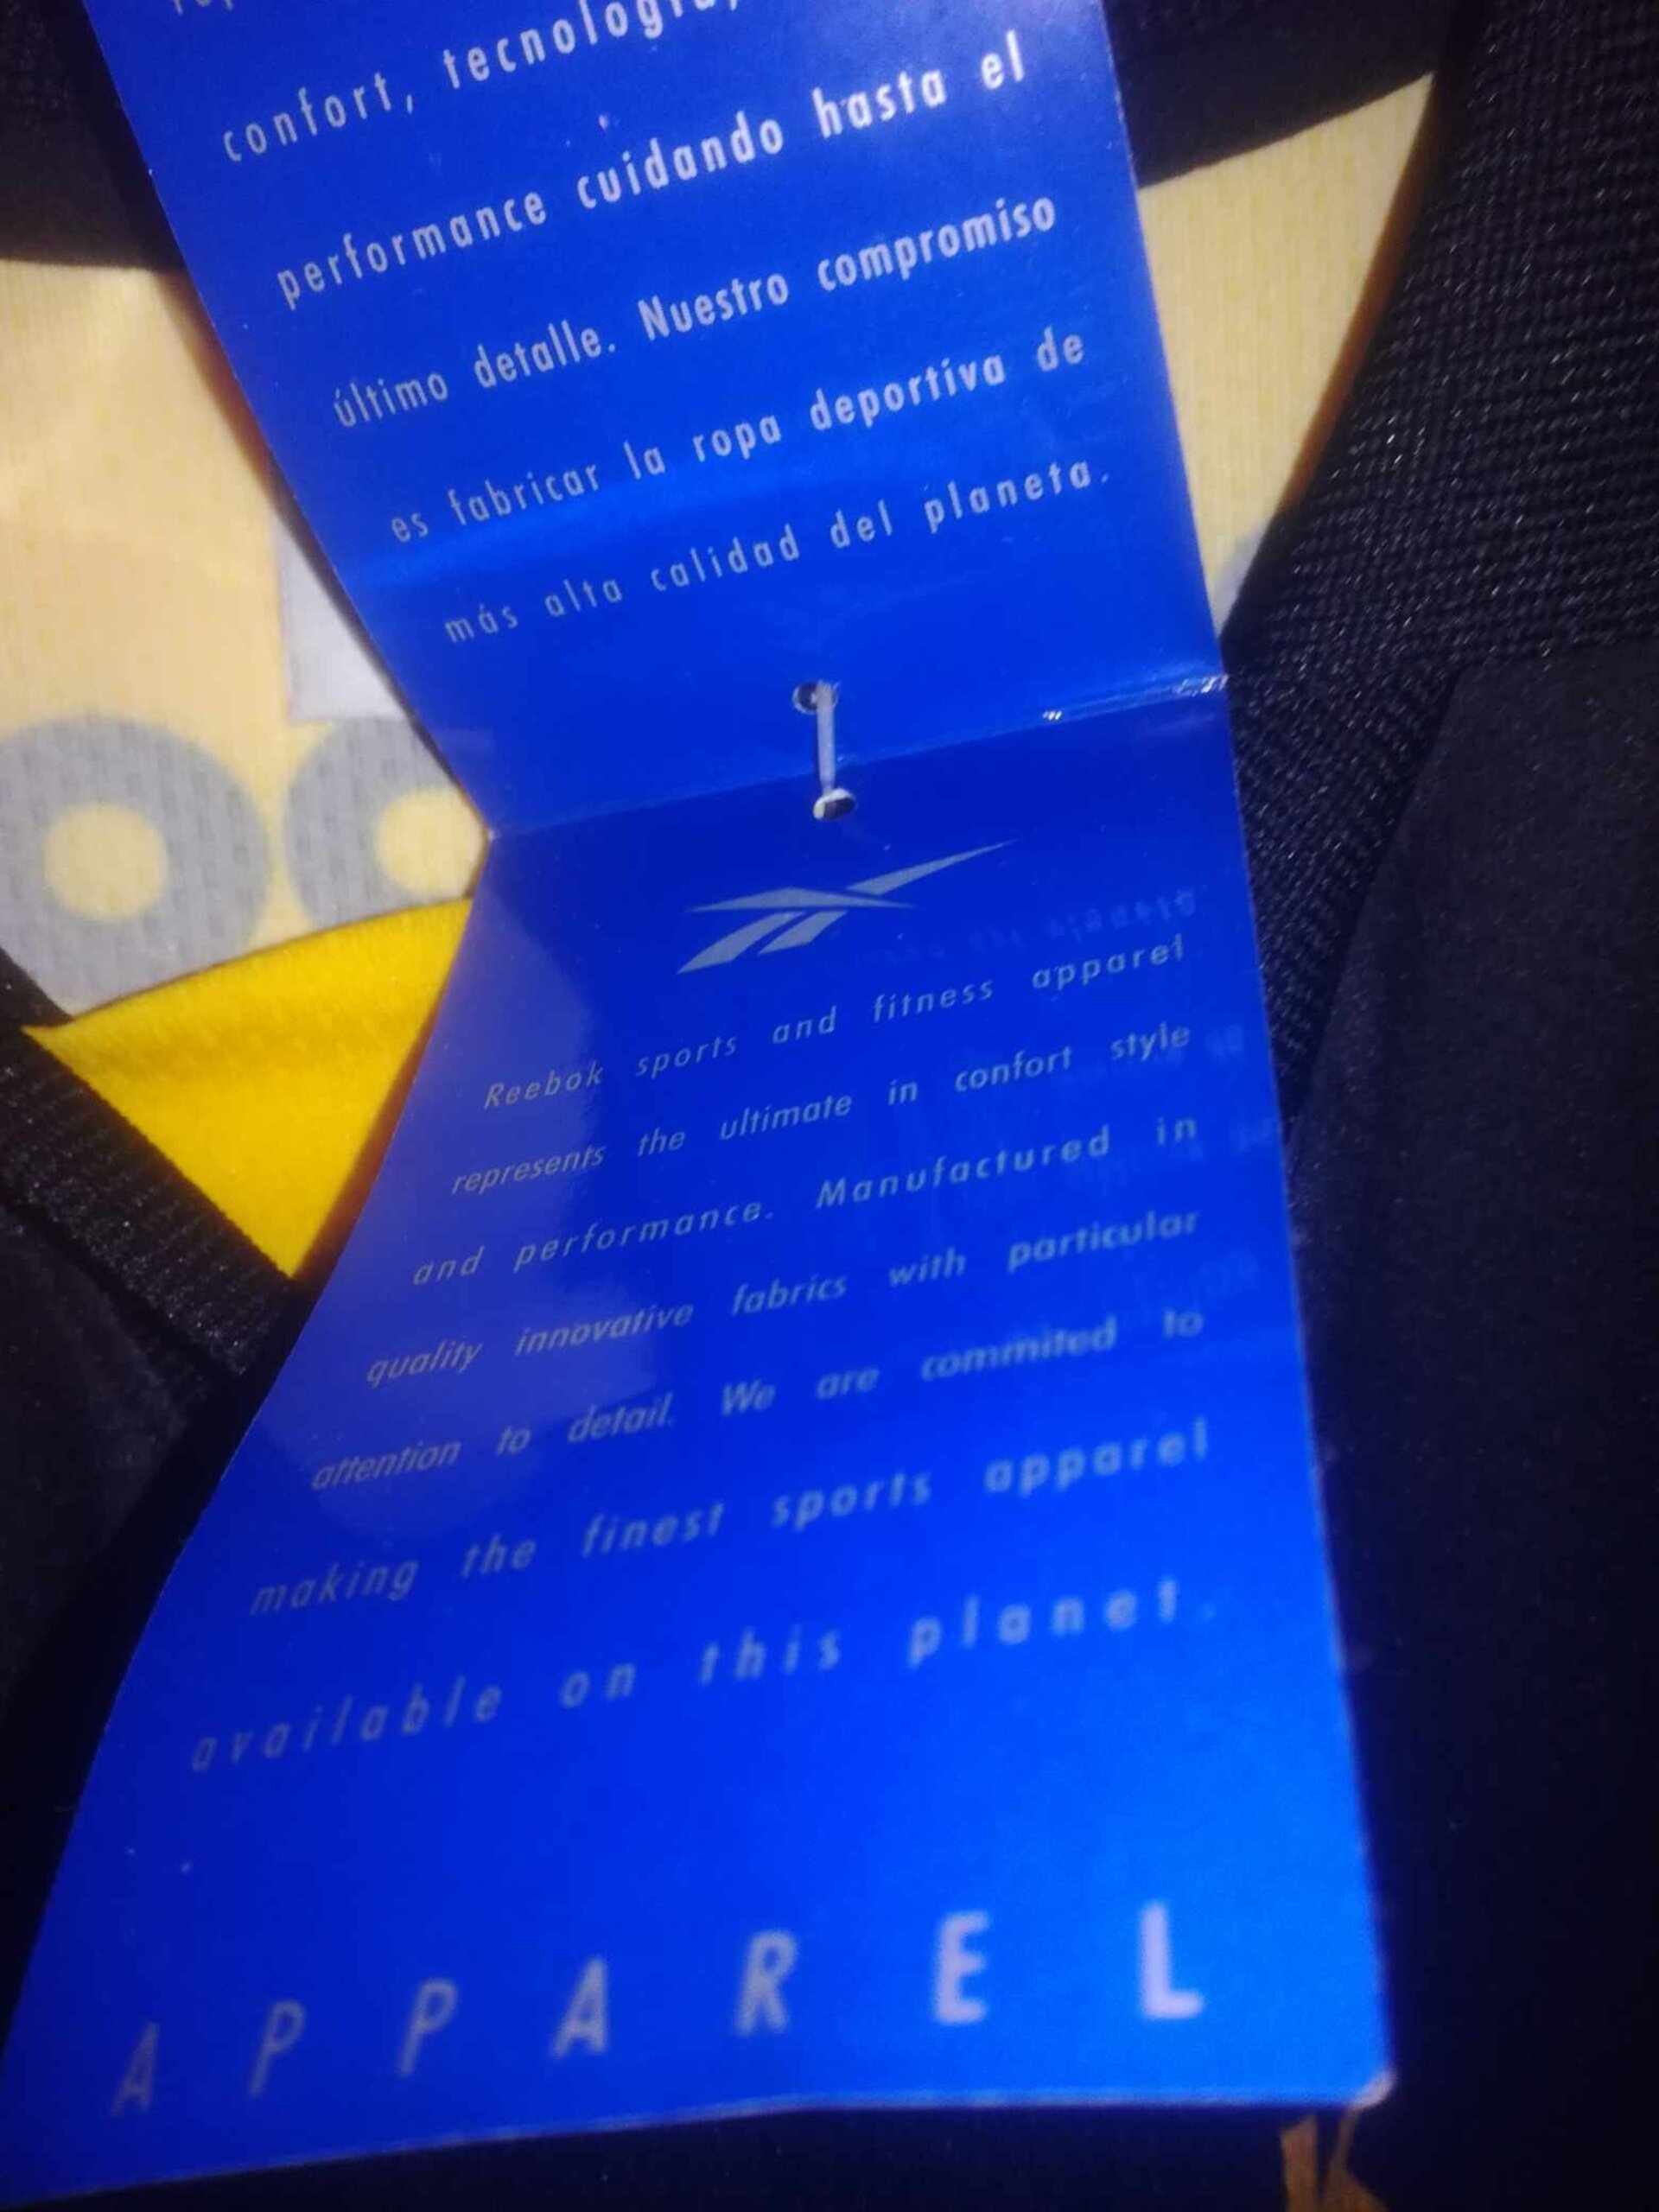 confort,
performance cuidando hasta el
último detalle. Nuestro compromiso
es fabricar la ropa deportiva de
más alta calidad del planeta.
Reebok sports and fitness apparel
represents the ultimate in confort style
and performance. Manufactured in
quality innovative fabrics with particular
attention to detail. We are commited to
making the finest sports apparel
available on this planet.
APPAREL